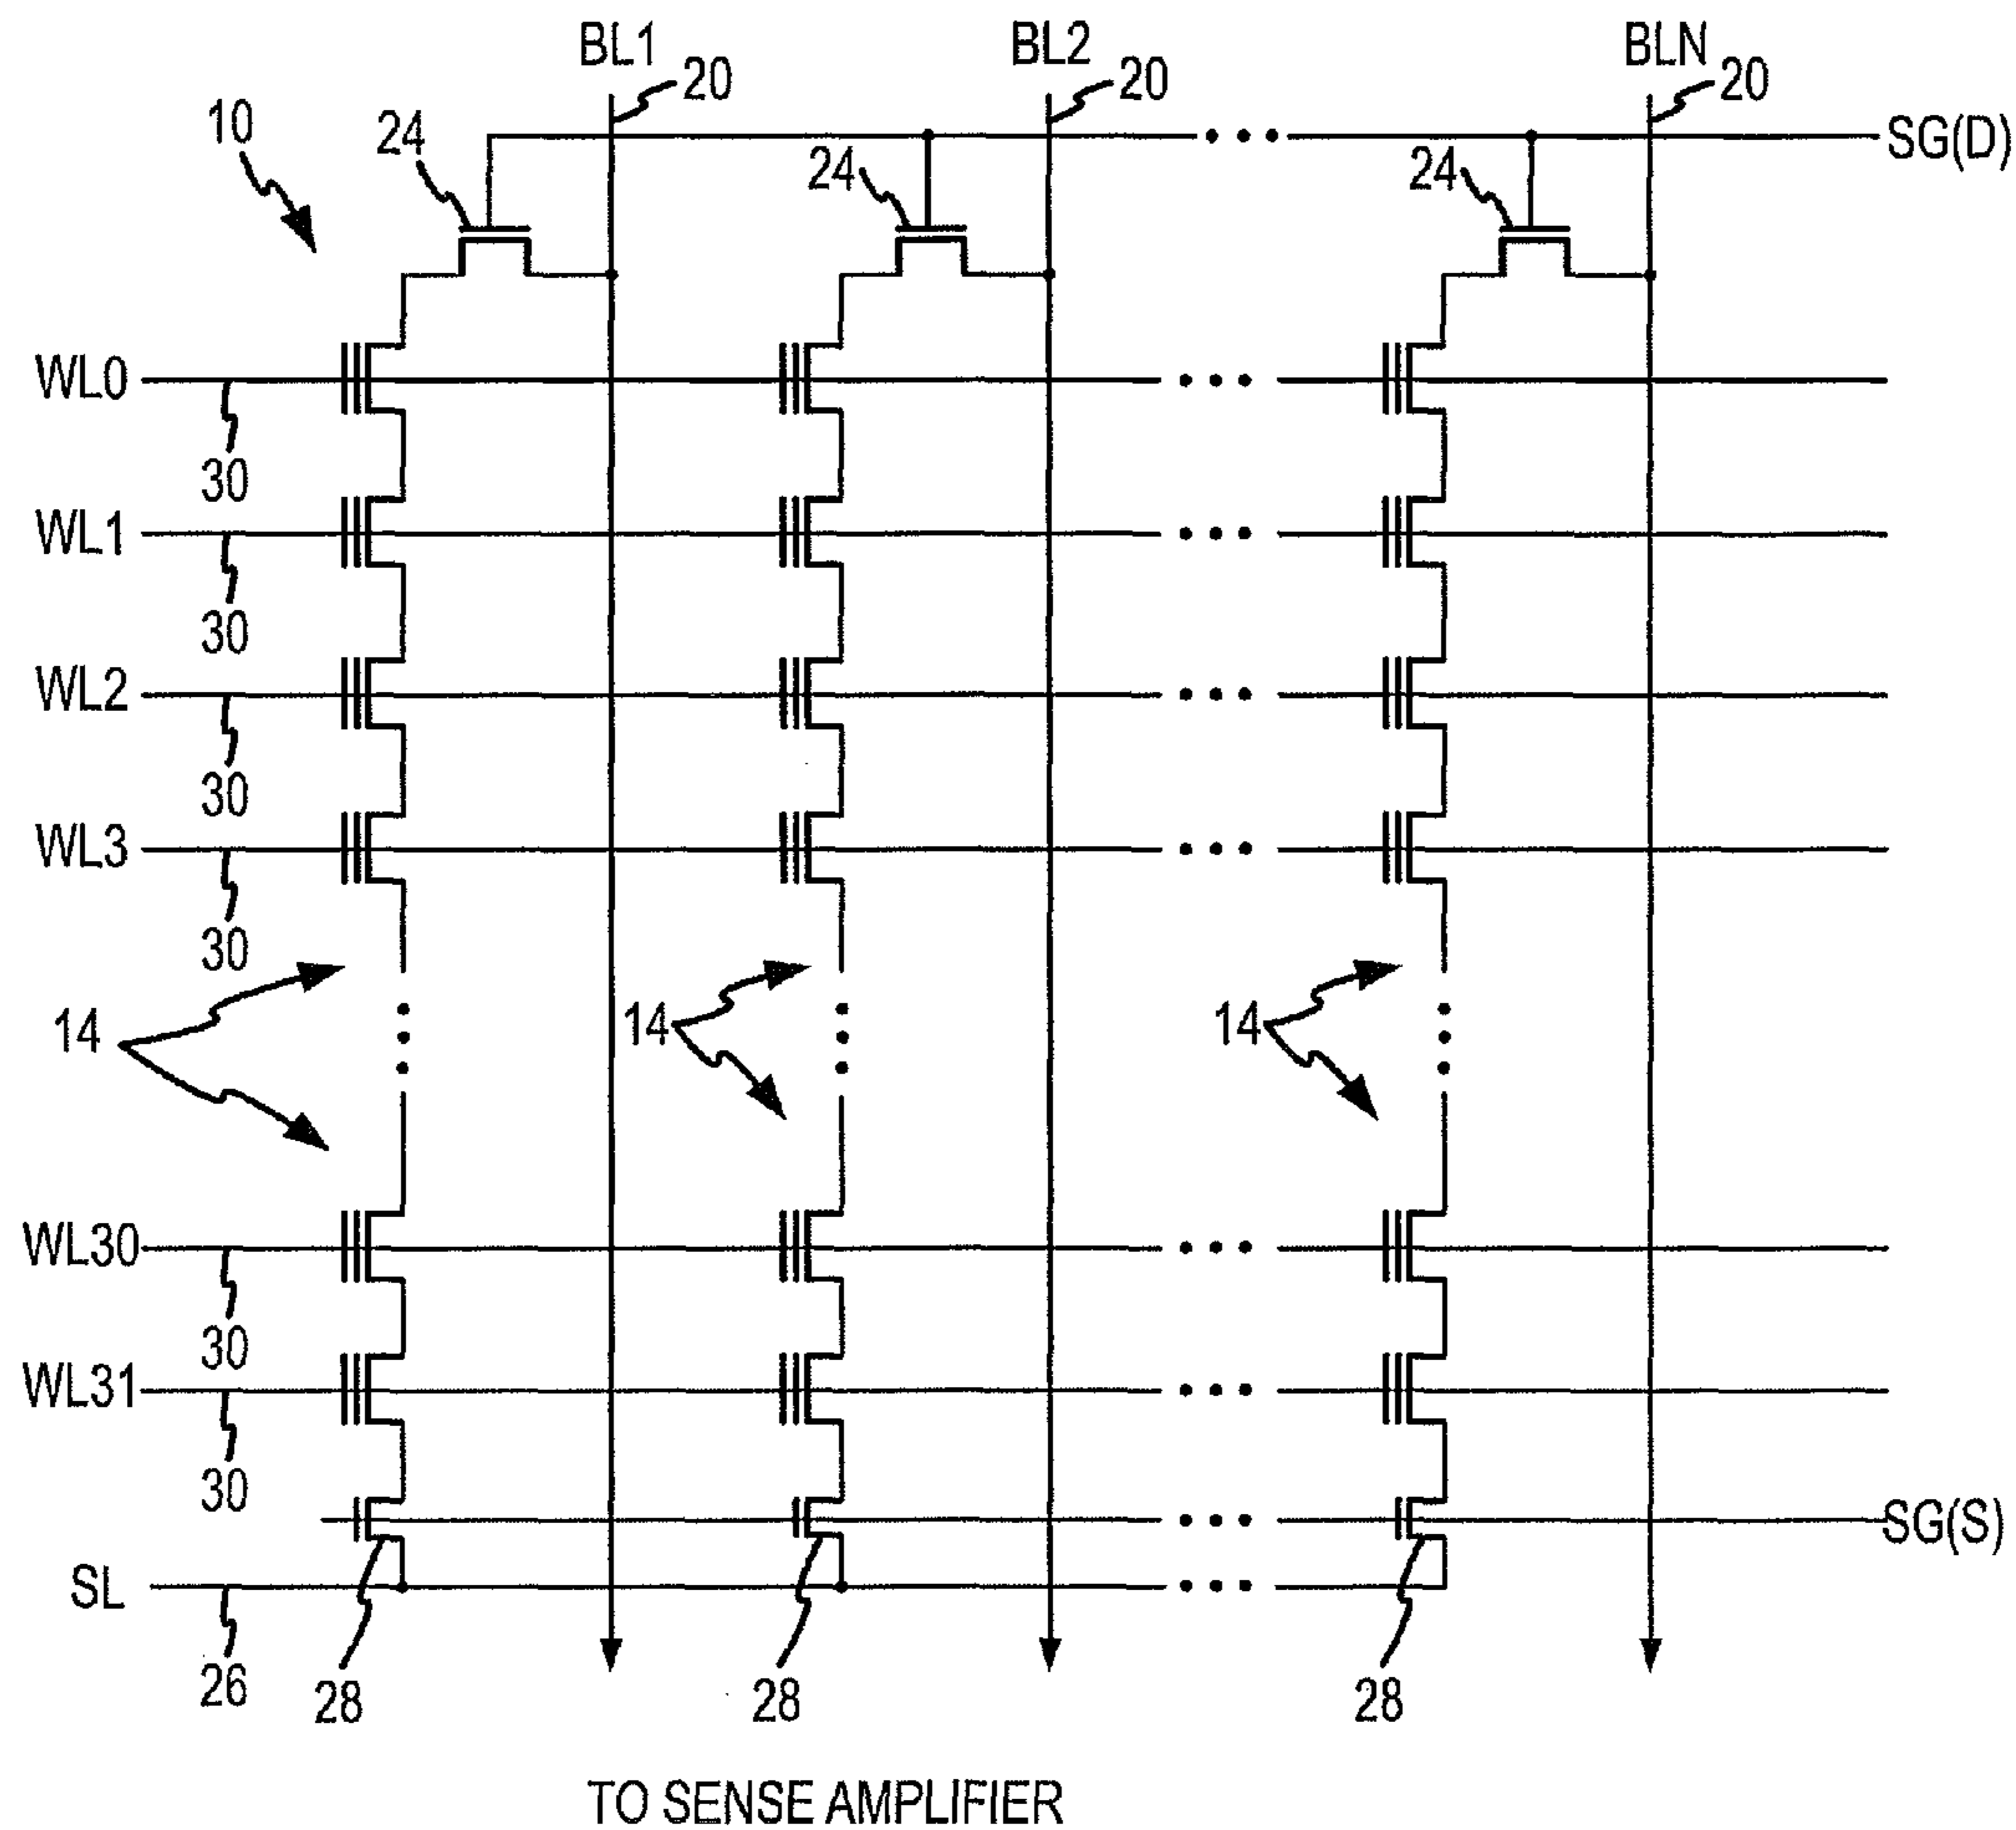 BL1 BL2 BLN
20 20 20
10 24 24 24 SG(D)
WL0
30
WL1
30
WL2
30
WL3
30
14 14 14
WL30
30
WL31
30
SG(S)
SL
26 28 28 28
TO SENSE AMPLIFIER